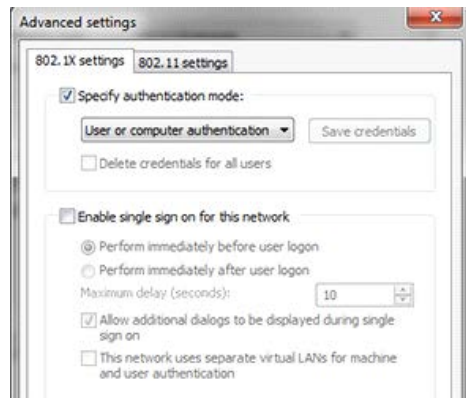 Advanced settings
802.1X settings 802.11 settings
Specify authentication mode:
User or computer authentication Save credentials
Delete credentials for all users
Enable single sign on for this network
Perform immediately before user logon
Perform immediately after user logon
Maximum delay (seconds): 10
Allow additional dialogs to be displayed during single
sign on
This network uses separate virtual LANs for machine
and user authentication